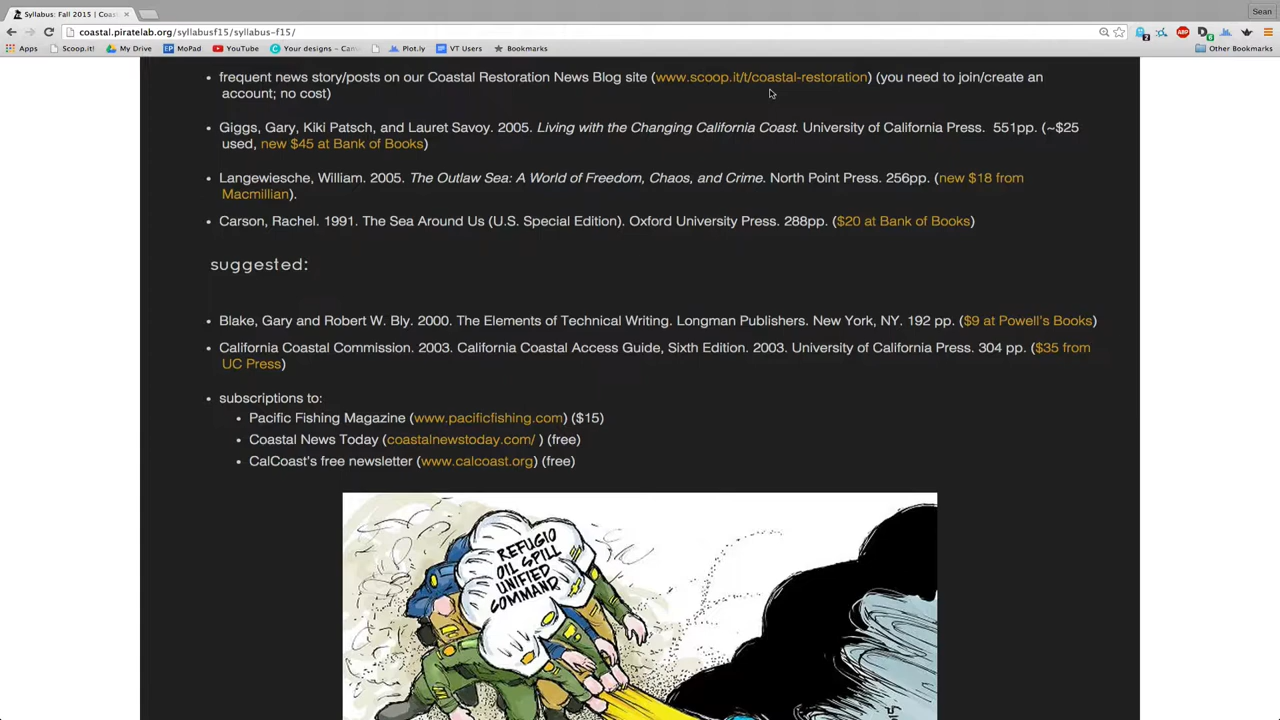 Syllabus: Fall 2015 | Coas
Sean
coastal.piratelab.org/syllabusf15/syllabus-f15/
Apps Scoop.it! My Drive MoPad YouTube Your designs - Can Plot.ly VT Users Bookmarks Other Bookmarks
• frequent news story/posts on our Coastal Restoration News Blog site (www.scoop.it/t/coastal-restoration) (you need to join/create an
account; no cost)
• Giggs, Gary, Kiki Patsch, and Lauret Savoy. 2005. Living with the Changing California Coast. University of California Press. 551pp. (~$25
used, new $45 at Bank of Books)
• Langewiesche, William. 2005. The Outlaw Sea: A World of Freedom, Chaos, and Crime. North Point Press. 256pp. (new $18 from
Macmillian).
• Carson, Rachel. 1991. The Sea Around Us (U.S. Special Edition). Oxford University Press. 288pp. ($20 at Bank of Books)
suggested:
• Blake, Gary and Robert W. Bly. 2000. The Elements of Technical Writing. Longman Publishers. New York, NY. 192 pp. ($9 at Powell's Books)
• California Coastal Commission. 2003. California Coastal Access Guide, Sixth Edition. 2003. University of California Press. 304 pp. ($35 from
UC Press)
• subscriptions to:
• Pacific Fishing Magazine (www.pacificfishing.com) ($15)
• Coastal News Today (coastalnewstoday.com/ ) (free)
• CalCoast's free newsletter (www.calcoast.org) (free)
REFUGIO
OIL SPILL
UNIFIED
COMMAND